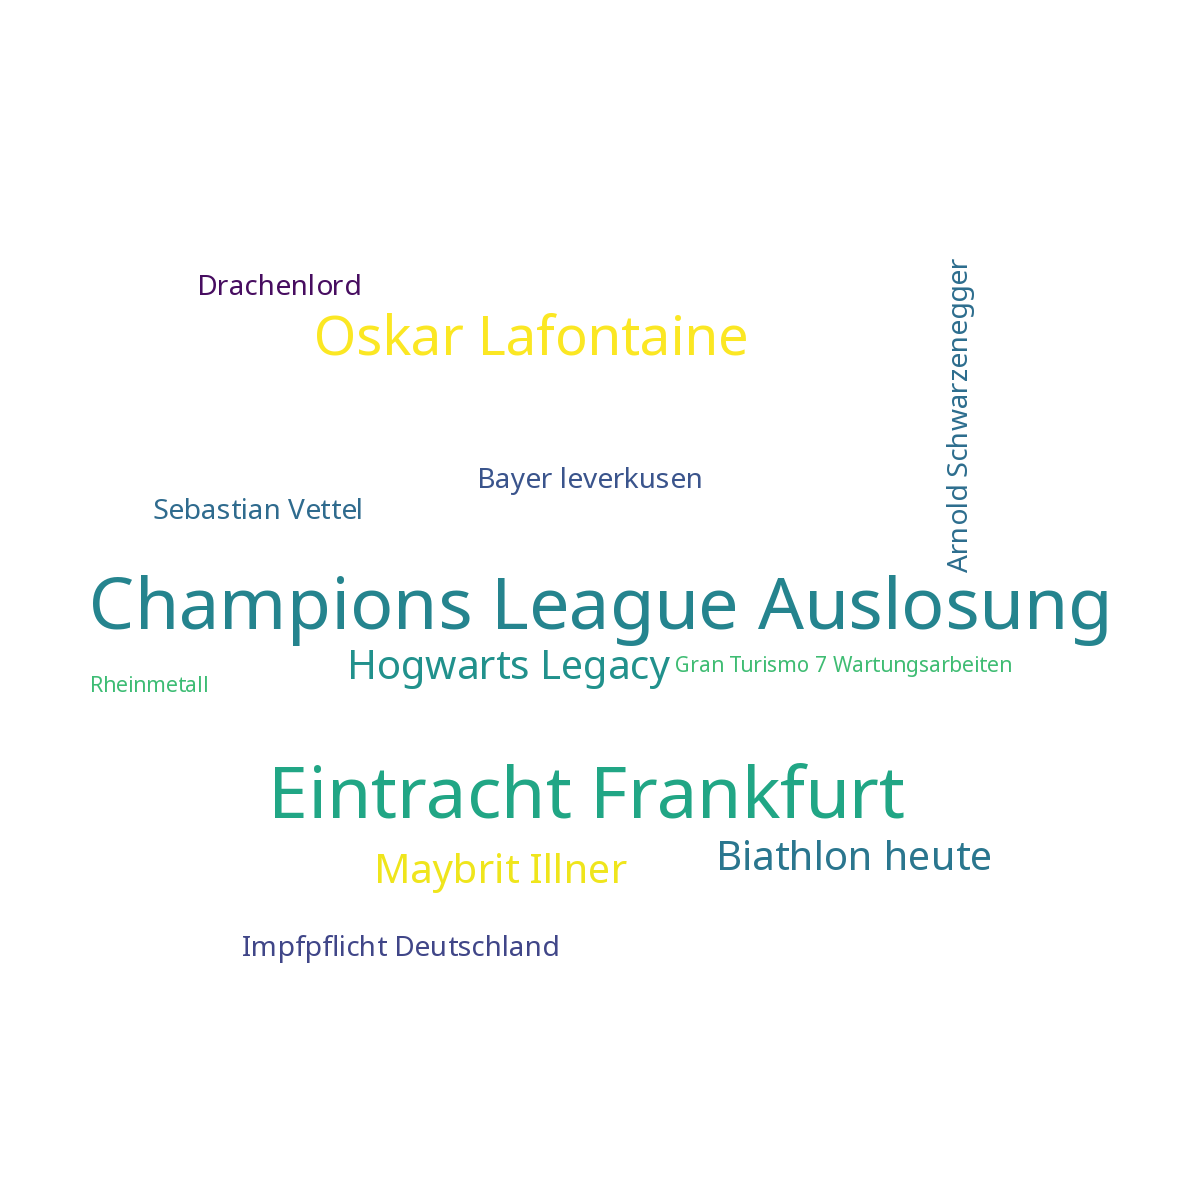 Drachenlord
Arnold Schwarzenegger
Oskar Lafontaine
Bayer leverkusen
Sebastian Vettel
Champions League Auslosung
Hogwarts Legacy
Gran Turismo 7 Wartungsarbeiten
Rheinmetall
Eintracht Frankfurt
Biathlon heute
Maybrit Illner
Impfpflicht Deutschland